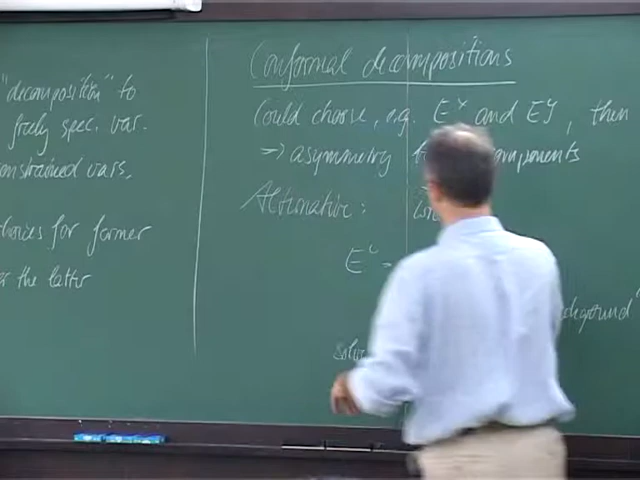 "decomposition" to
freely spec. var.
constrained vars.
choices for former
the latter
Conformal decompositions
Could choose, e.g. E^x and E^y, then
⇒ asymmetry components
Alternative:
E^i =
background"
solve